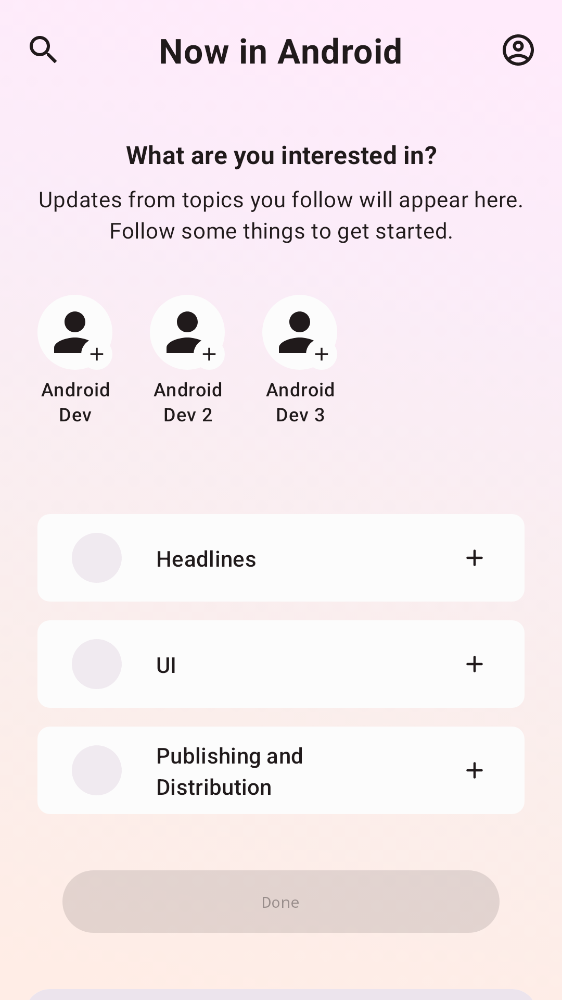 Now in Android
What are you interested in?
Updates from topics you follow will appear here.
Follow some things to get started.
Android
Dev
Android
Dev 2
Android
Dev 3
Headlines
UI
Publishing and
Distribution
Done